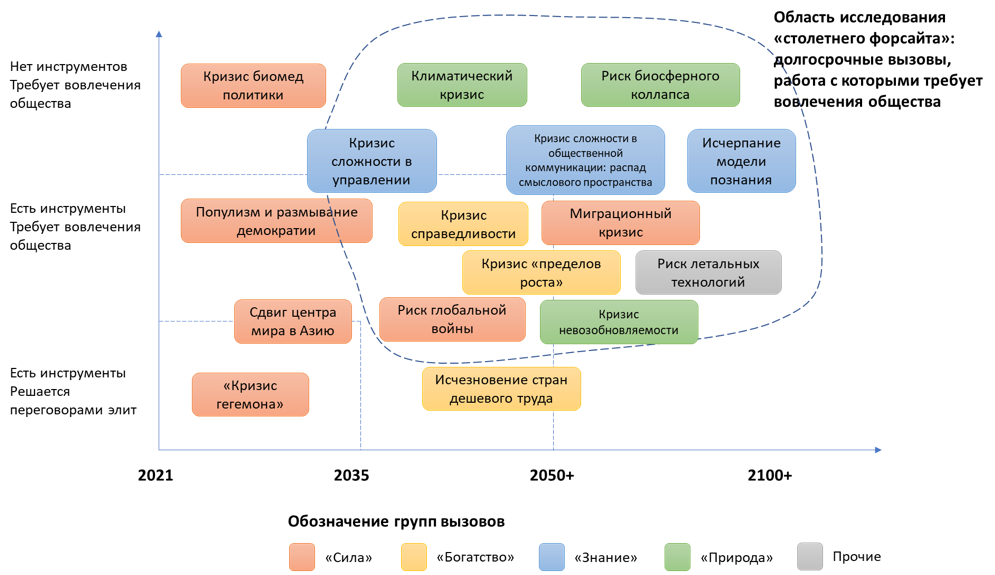 Область исследования
«столетнего форсайта»:
долгосрочные вызовы,
работа с которыми требует
вовлечения общества
Нет инструментов
Требует вовлечения
общества
Кризис биомед
политики
Климатический
кризис
Риск биосферного
коллапса
Кризис
сложности в
управлении
Кризис сложности в
общественной
коммуникации: распад
смыслового пространства
Исчерпание
модели
познания
Есть инструменты
Требует вовлечения
общества
Популизм и размывание
демократии
Кризис
справедливости
Миграционный
кризис
Кризис «пределов
роста»
Риск летальных
технологий
Сдвиг центра
мира в Азию
Риск глобальной
войны
Кризис
невозобновляемости
Есть инструменты
Решается
переговорами элит
«Кризис
гегемона»
Исчезновение стран
дешевого труда
2021
2035
2050+
2100+
Обозначение групп вызовов
«Сила»
«Богатство»
«Знание»
«Природа»
Прочие